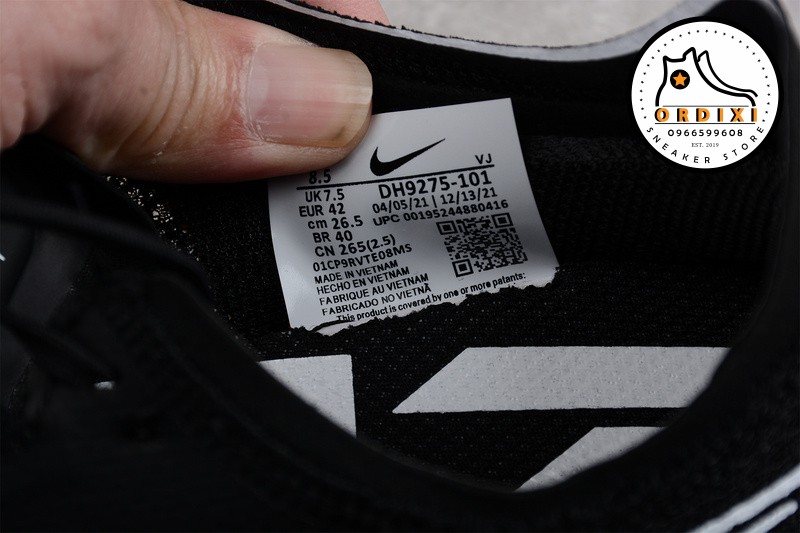 ORDIXI
0966599608
EST. 2019
SNEAKER STORE
8.5
VJ
UK 7.5
DH9275-101
EUR 42
04/05/21 | 12/13/21
cm 26.5
UPC 00195244880416
BR 40
CN 265(2.5)
01CP9RVTE08MS
MADE IN VIETNAM
HECHO EN VIETNAM
FABRIQUE AU VIETNAM
FABRICADO NO VIETNÃ
This product is covered by one or more patents: